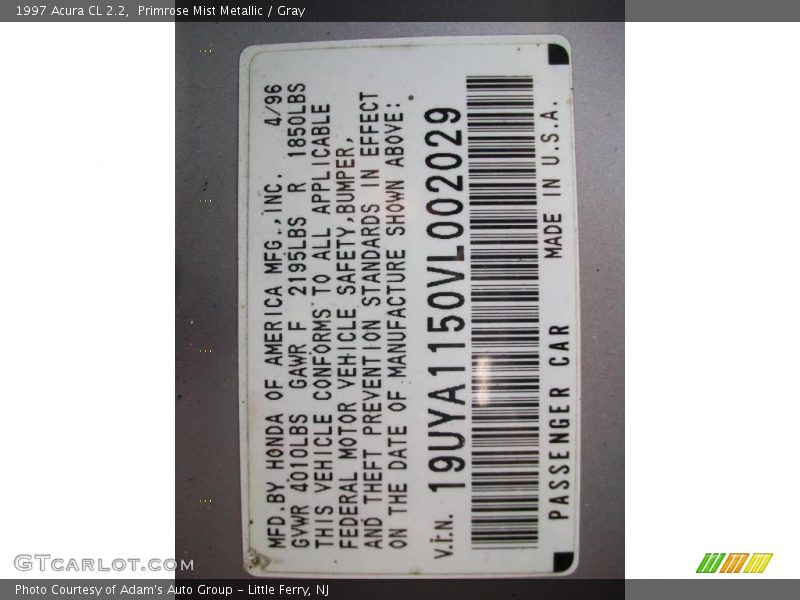 1997 Acura CL 2.2,  Primrose Mist Metallic / Gray
MFD.BY HONDA OF AMERICA MFG.,INC. 4/96
GVWR 4010LBS GAWR F 2195LBS R 1850LBS
THIS VEHICLE CONFORMS TO ALL APPLICABLE
FEDERAL MOTOR VEHICLE SAFETY,BUMPER,
AND THEFT PREVENTION STANDARDS IN EFFECT
ON THE DATE OF MANUFACTURE SHOWN ABOVE:
V.I.N. 19UYA1150VL002029
PASSENGER CAR MADE IN U.S.A.
GTCARLOT.COM
Photo Courtesy of Adam's Auto Group - Little Ferry, NJ